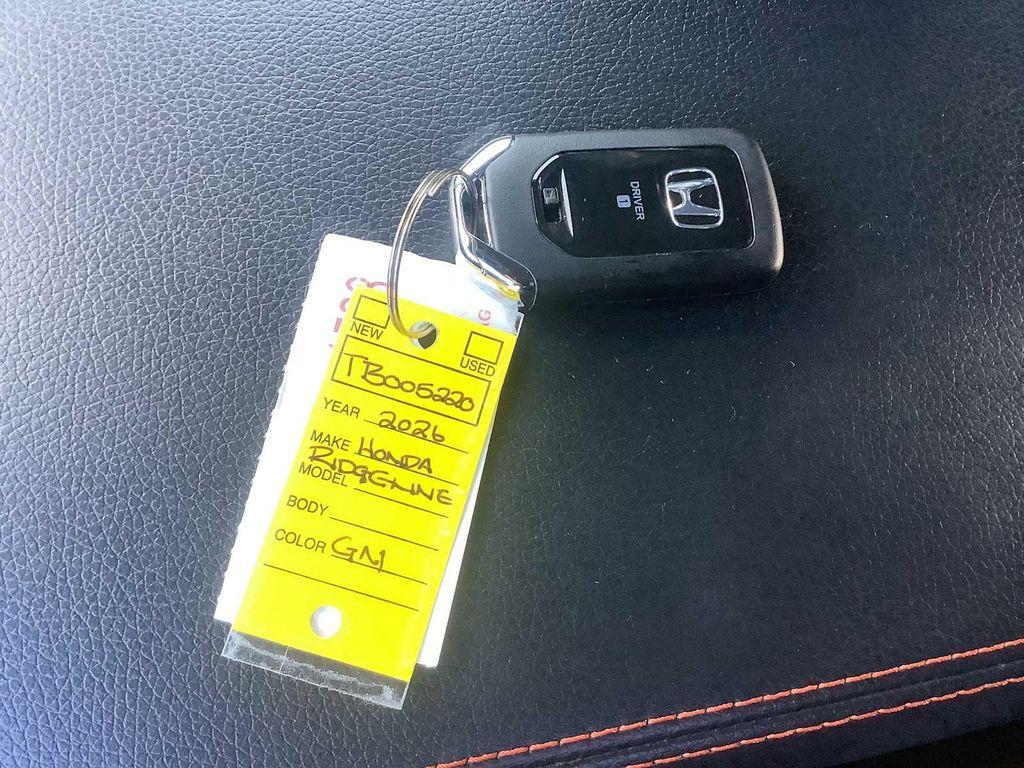 DRIVER
1
NEW
USED
TB005220
YEAR 2026
MAKE HONDA
MODEL RIDGELINE
BODY
COLOR GM